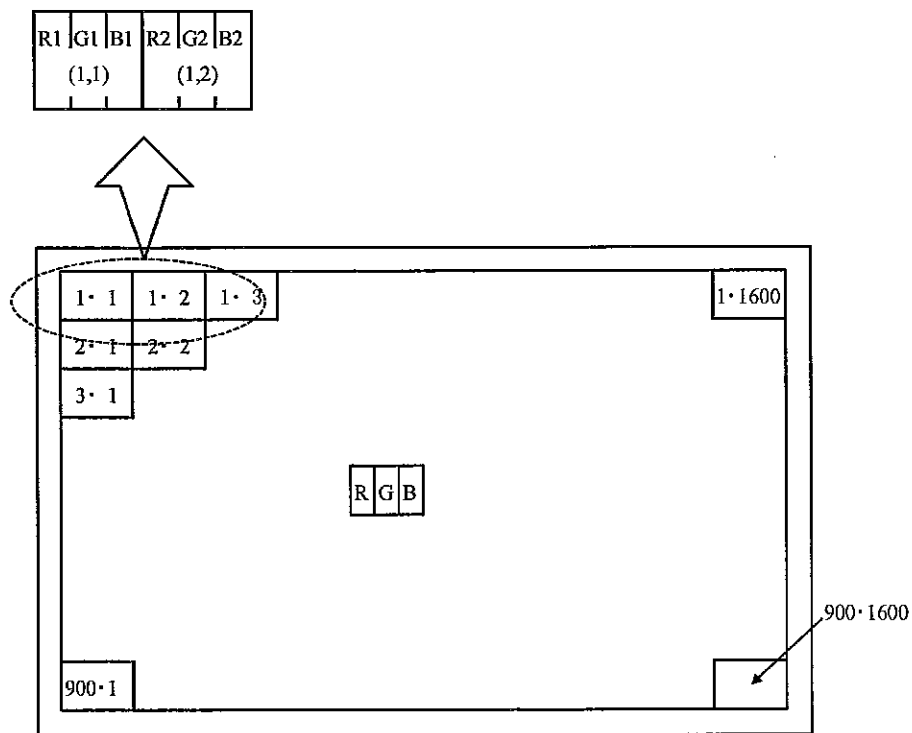 R1 G1 B1 R2 G2 B2
(1,1) (1,2)
1· 1 1· 2 1· 3 1·1600
2· 1 2· 2
3· 1
R G B
900·1600
900·1